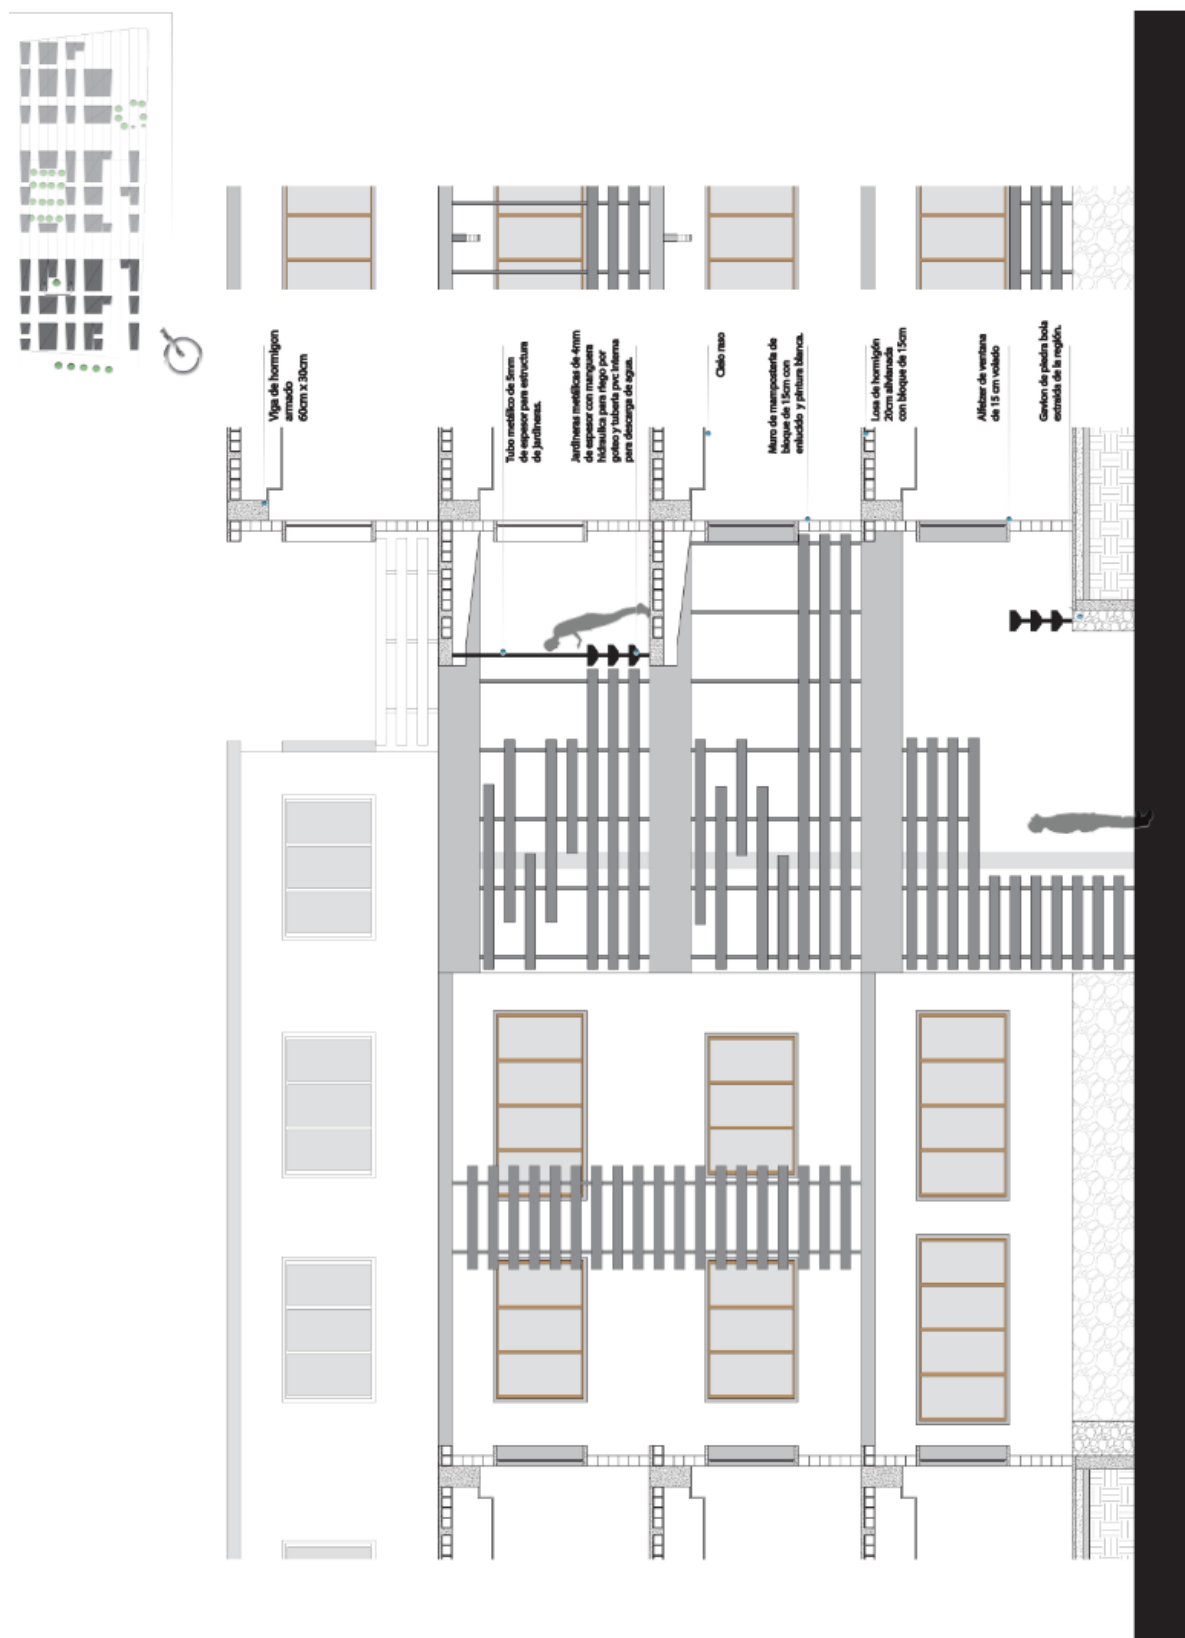 Viga de hormigon
armado
60cm x 30cm
Tubo metálico de 5mm
de espesor para estructura
de jardineras.
Jardineras metálicas de 4mm
de espesor con manguera
hidraulica para riego por
goteo y tubería pvc interna
para descarga de agua.
Cielo raso
Muro de mampostería de
bloque de 15cm con
enlucido y pintura blanca.
Losa de hormigón
20cm alivianada
con bloque de 15cm
Alfeizer de ventana
de 15 cm volado
Gavion de piedra bola
extraída de la región.